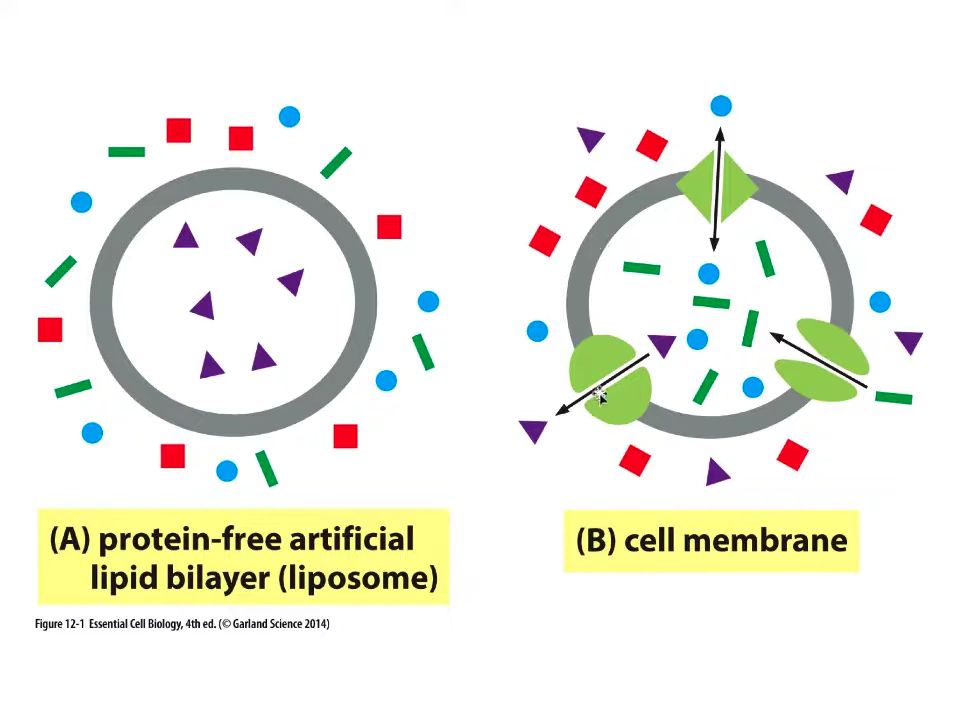 (A) protein-free artificial
lipid bilayer (liposome)
(B) cell membrane
Figure 12-1 Essential Cell Biology, 4th ed. (© Garland Science 2014)